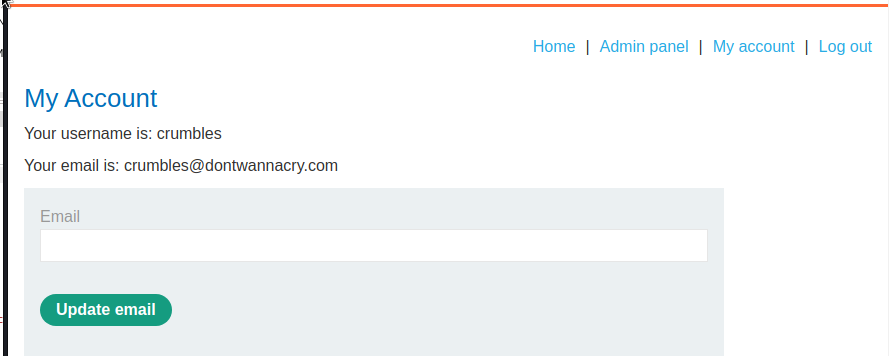 Home | Admin panel | My account | Log out
My Account
Your username is: crumbles
Your email is: crumbles@dontwannacry.com
Email
Update email